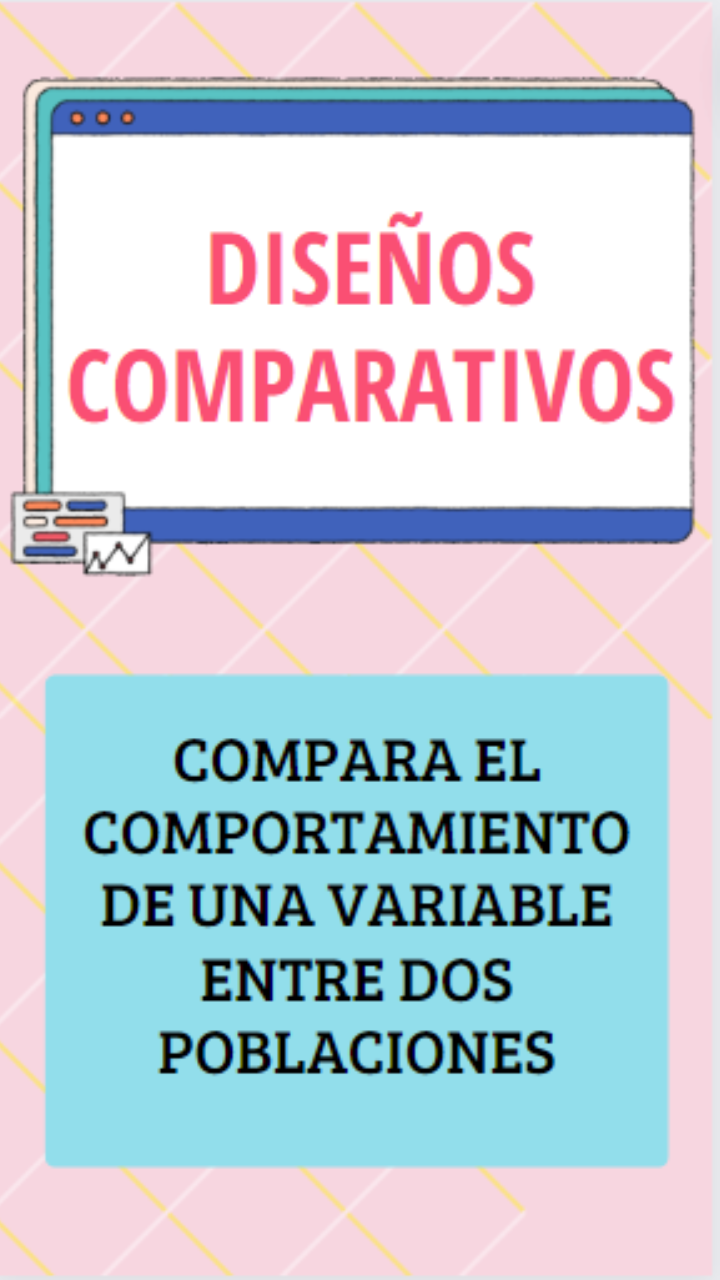 DISEÑOS
COMPARATIVOS
COMPARA EL
COMPORTAMIENTO
DE UNA VARIABLE
ENTRE DOS
POBLACIONES